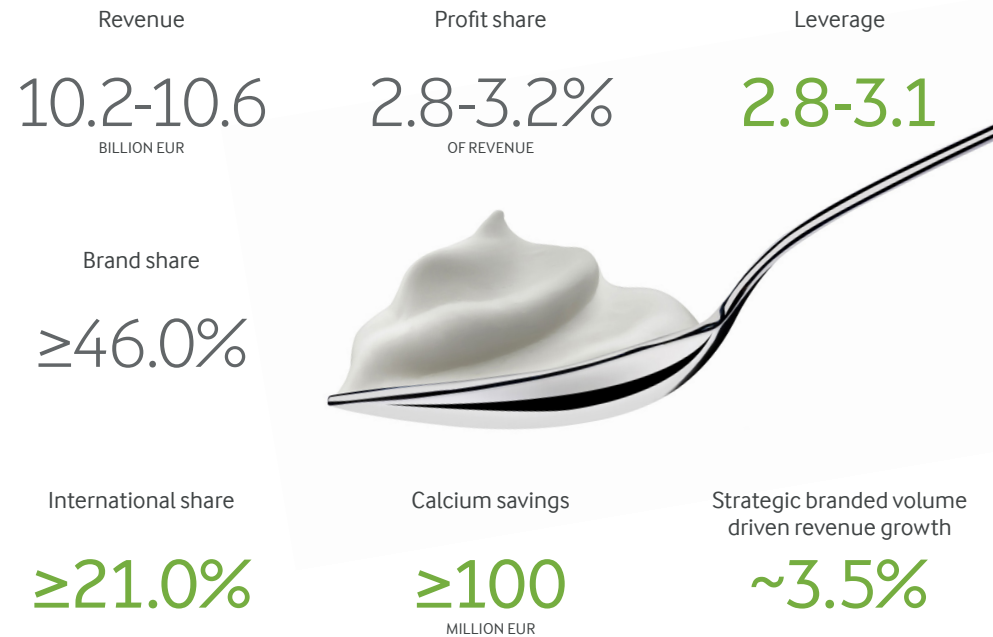 Revenue
10.2-10.6
BILLION EUR
Profit share
2.8-3.2%
OF REVENUE
Leverage
2.8-3.1
Brand share
≥46.0%
International share
≥21.0%
Calcium savings
≥100
MILLION EUR
Strategic branded volume
driven revenue growth
~3.5%